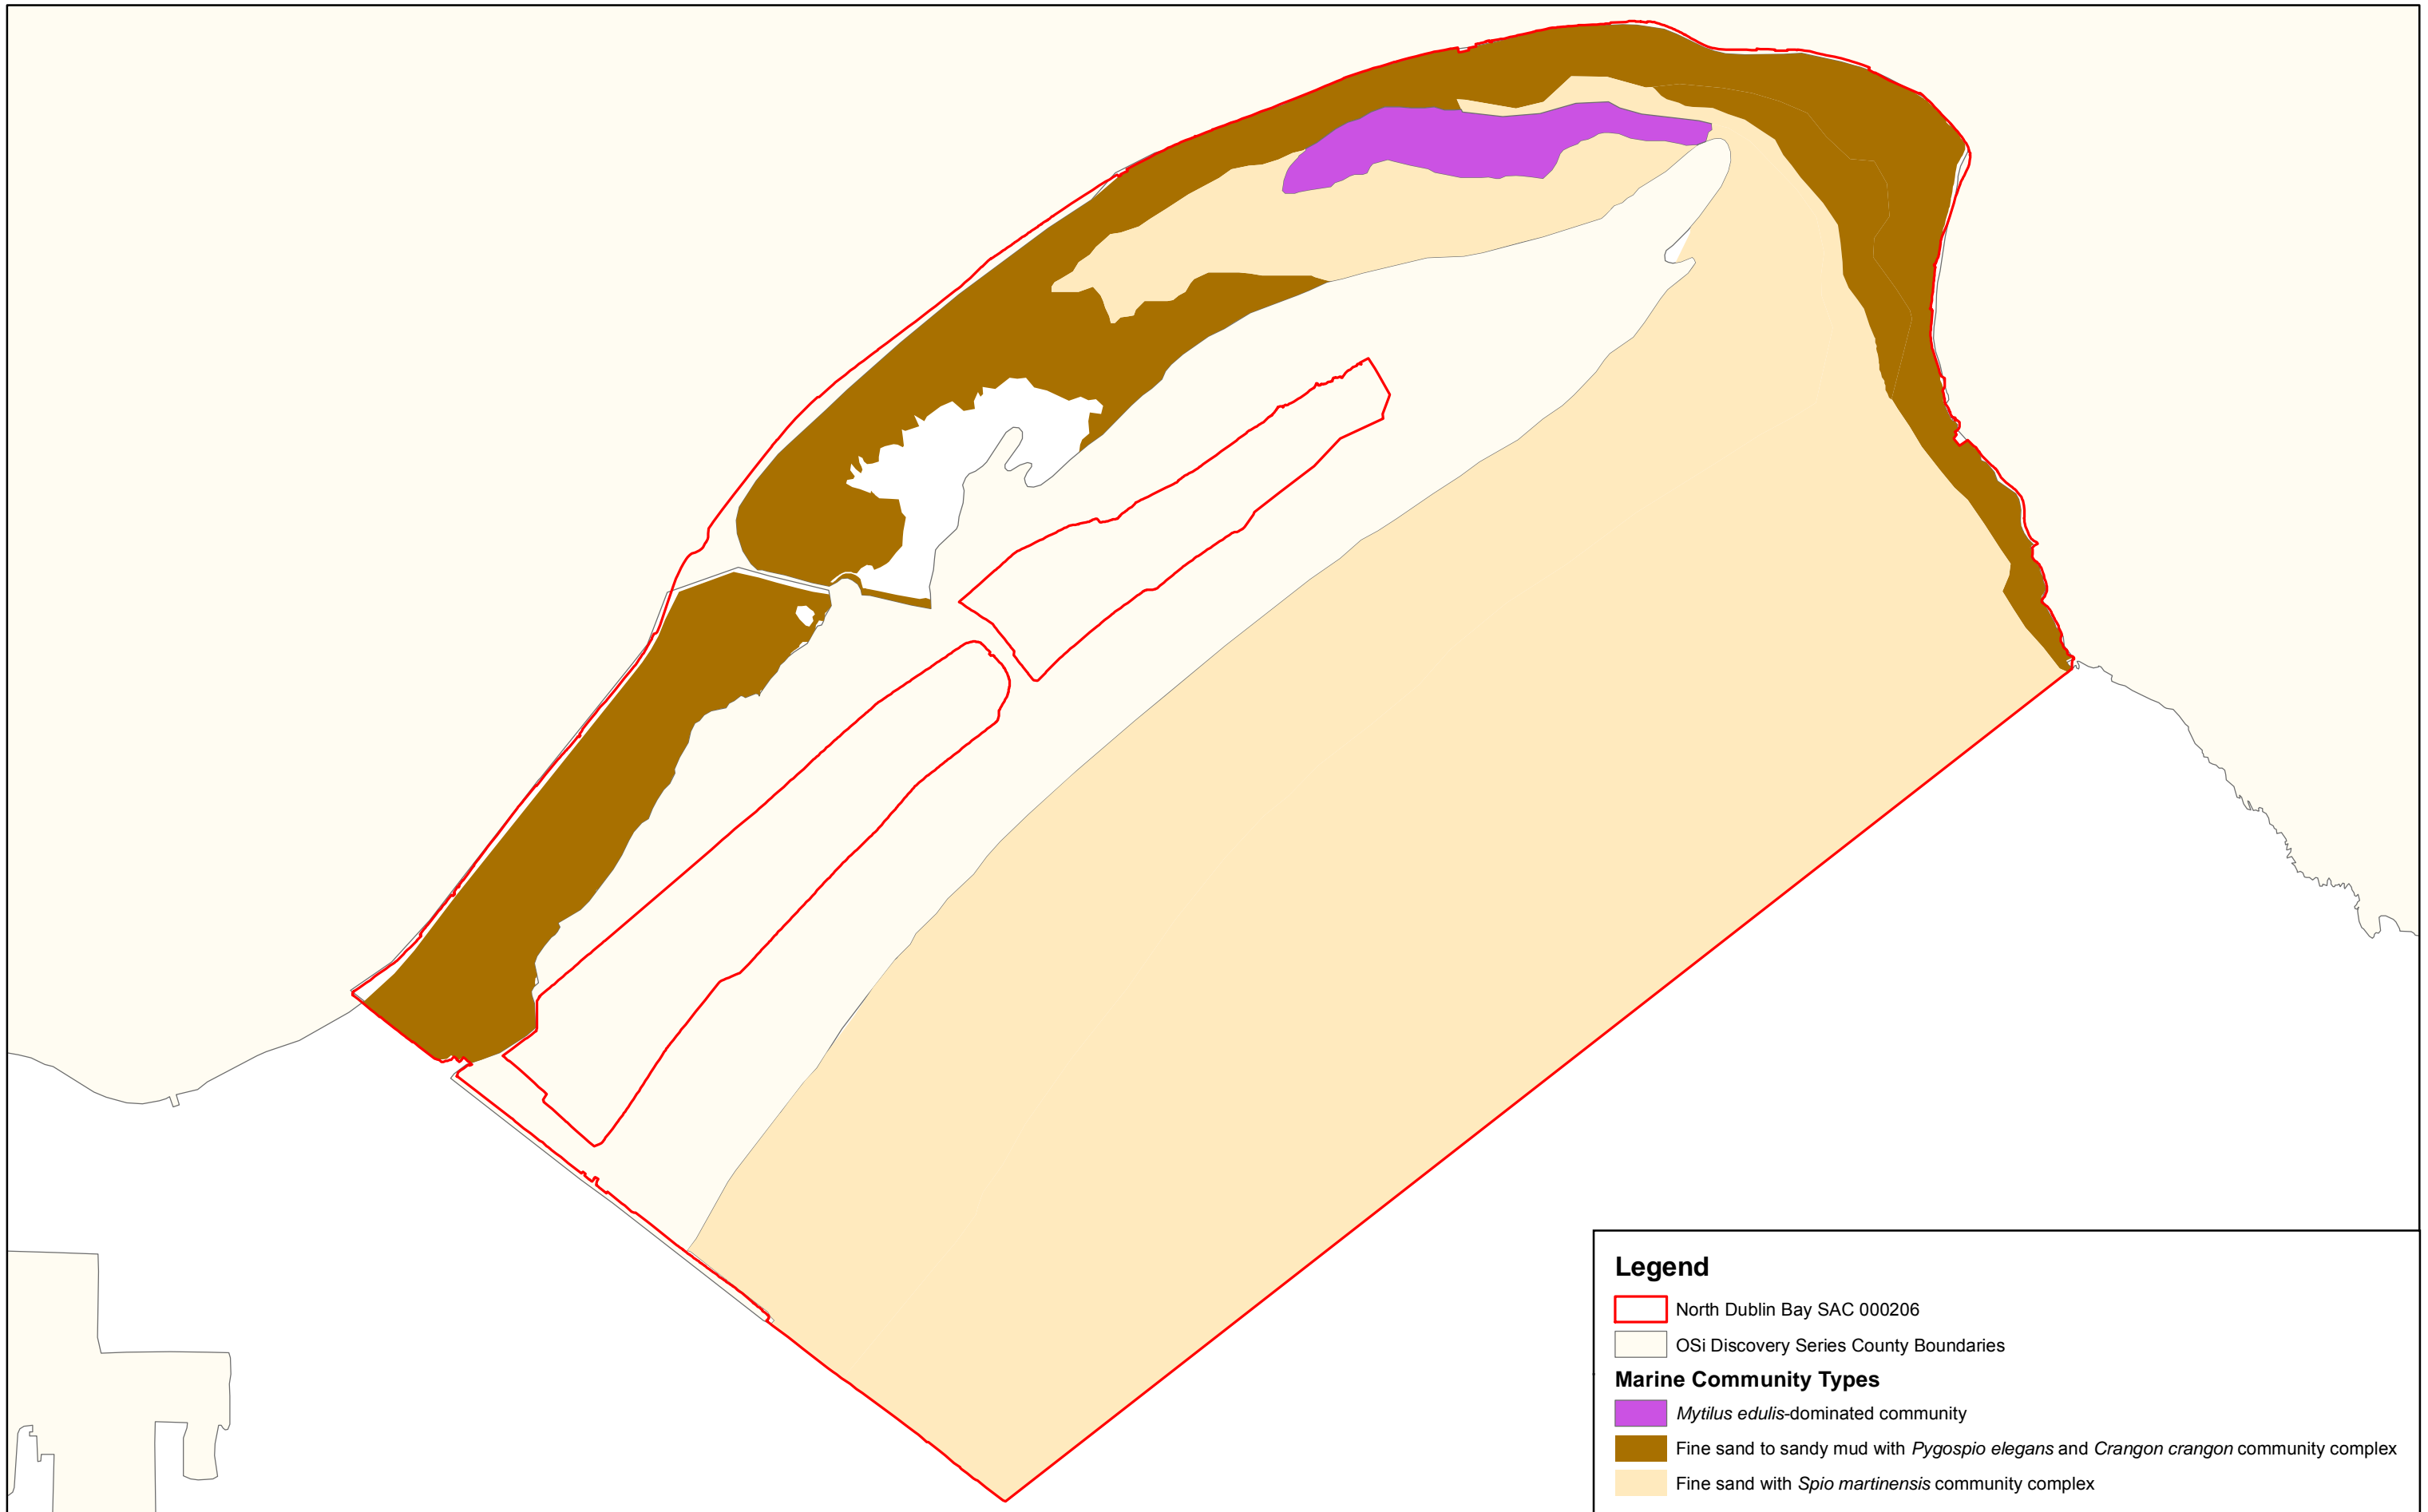 Legend
North Dublin Bay SAC 000206
OSi Discovery Series County Boundaries
Marine Community Types
Mytilus edulis-dominated community
Fine sand to sandy mud with Pygospio elegans and Crangon crangon community complex
Fine sand with Spio martinensis community complex